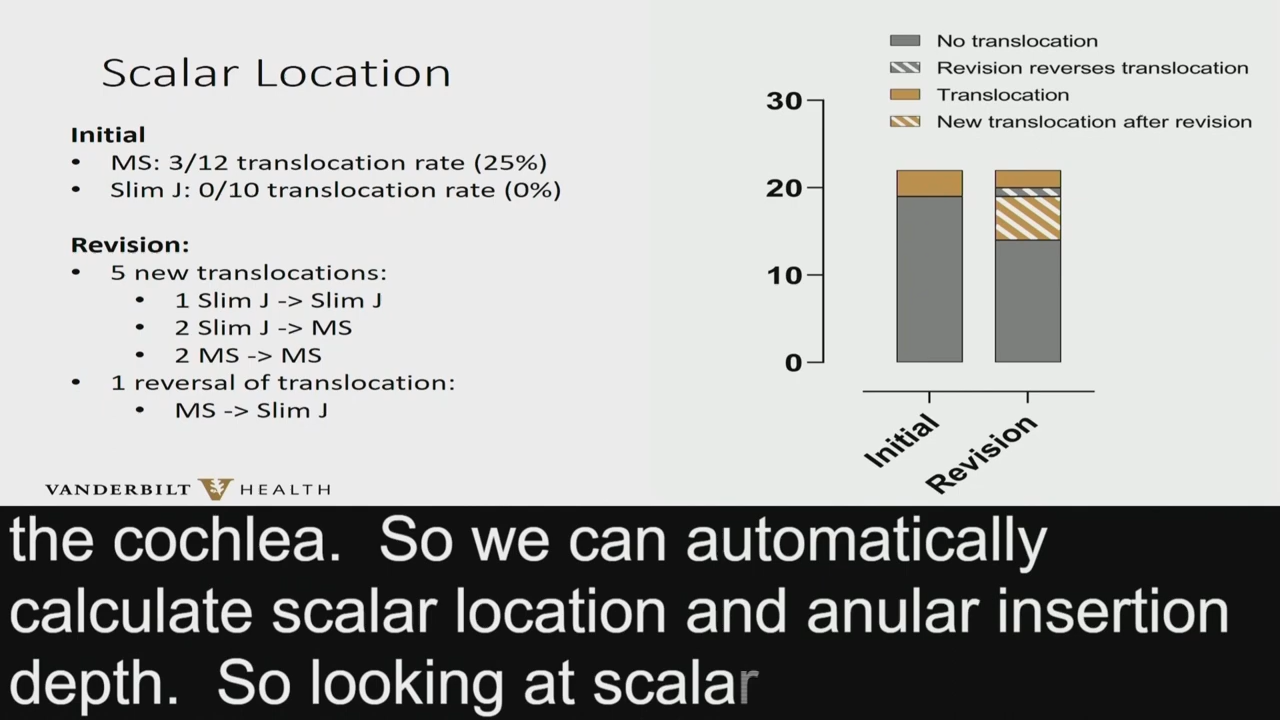 Scalar Location
Initial
• MS: 3/12 translocation rate (25%)
• Slim J: 0/10 translocation rate (0%)
Revision:
• 5 new translocations:
• 1 Slim J -> Slim J
• 2 Slim J -> MS
• 2 MS -> MS
• 1 reversal of translocation:
• MS -> Slim J
VANDERBILT V HEALTH
No translocation
Revision reverses translocation
Translocation
New translocation after revision
30
20
10
0
Initial
Revision
the cochlea. So we can automatically
calculate scalar location and anular insertion
depth. So looking at scalar